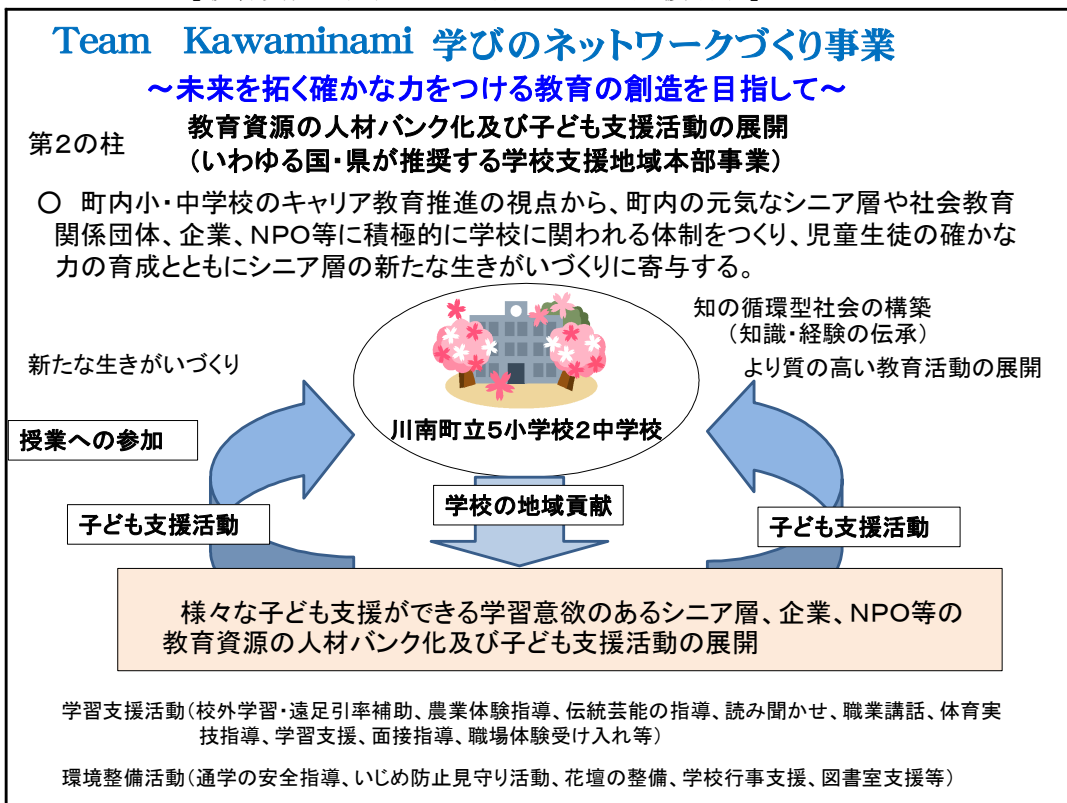 Team Kawaminami 学びのネットワークづくり事業
～未来を拓く確かな力をつける教育の創造を目指して～
第2の柱
教育資源の人材バンク化及び子ども支援活動の展開
(いわゆる国・県が推奨する学校支援地域本部事業)
○ 町内小・中学校のキャリア教育推進の視点から、町内の元気なシニア層や社会教育
関係団体、企業、NPO等に積極的に学校に関われる体制をつくり、児童生徒の確かな
力の育成とともにシニア層の新たな生きがいづくりに寄与する。
知の循環型社会の構築
(知識・経験の伝承)
新たな生きがいづくり
より質の高い教育活動の展開
川南町立5小学校2中学校
授業への参加
学校の地域貢献
子ども支援活動
子ども支援活動
様々な子ども支援ができる学習意欲のあるシニア層、企業、NPO等の
教育資源の人材バンク化及び子ども支援活動の展開
学習支援活動(校外学習・遠足引率補助、農業体験指導、伝統芸能の指導、読み聞かせ、職業講話、体育実
技指導、学習支援、面接指導、職場体験受け入れ等)
環境整備活動(通学の安全指導、いじめ防止見守り活動、花壇の整備、学校行事支援、図書室支援等)